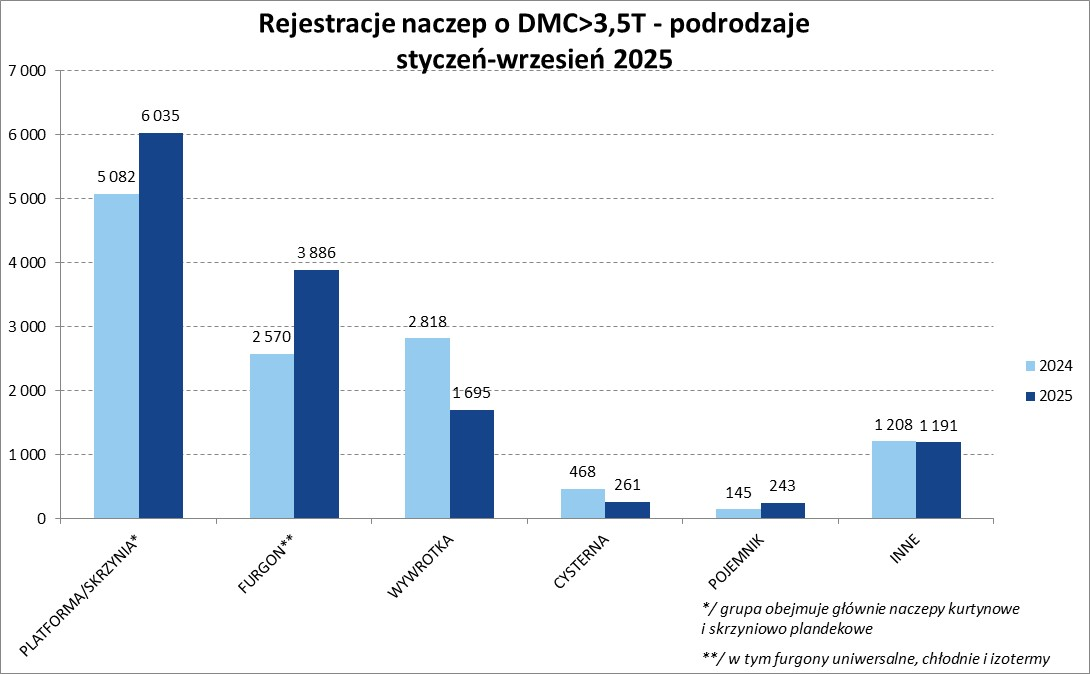 Rejestracje naczep o DMC>3,5T - podrodzaje
styczeń-wrzesień 2025
7 000
6 000
5 000
4 000
3 000
2 000
1 000
0
5 082
6 035
2 570
3 886
2 818
1 695
468
261
145
243
1 208
1 191
PLATFORMA/SKRZYNIA*
FURGON**
WYWROTKA
CYSTERNA
POJEMNIK
INNE
2024
2025
*/ grupa obejmuje głównie naczepy kurtynowe
i skrzyniowo plandekowe
**/ w tym furgony uniwersalne, chłodnie i izotermy